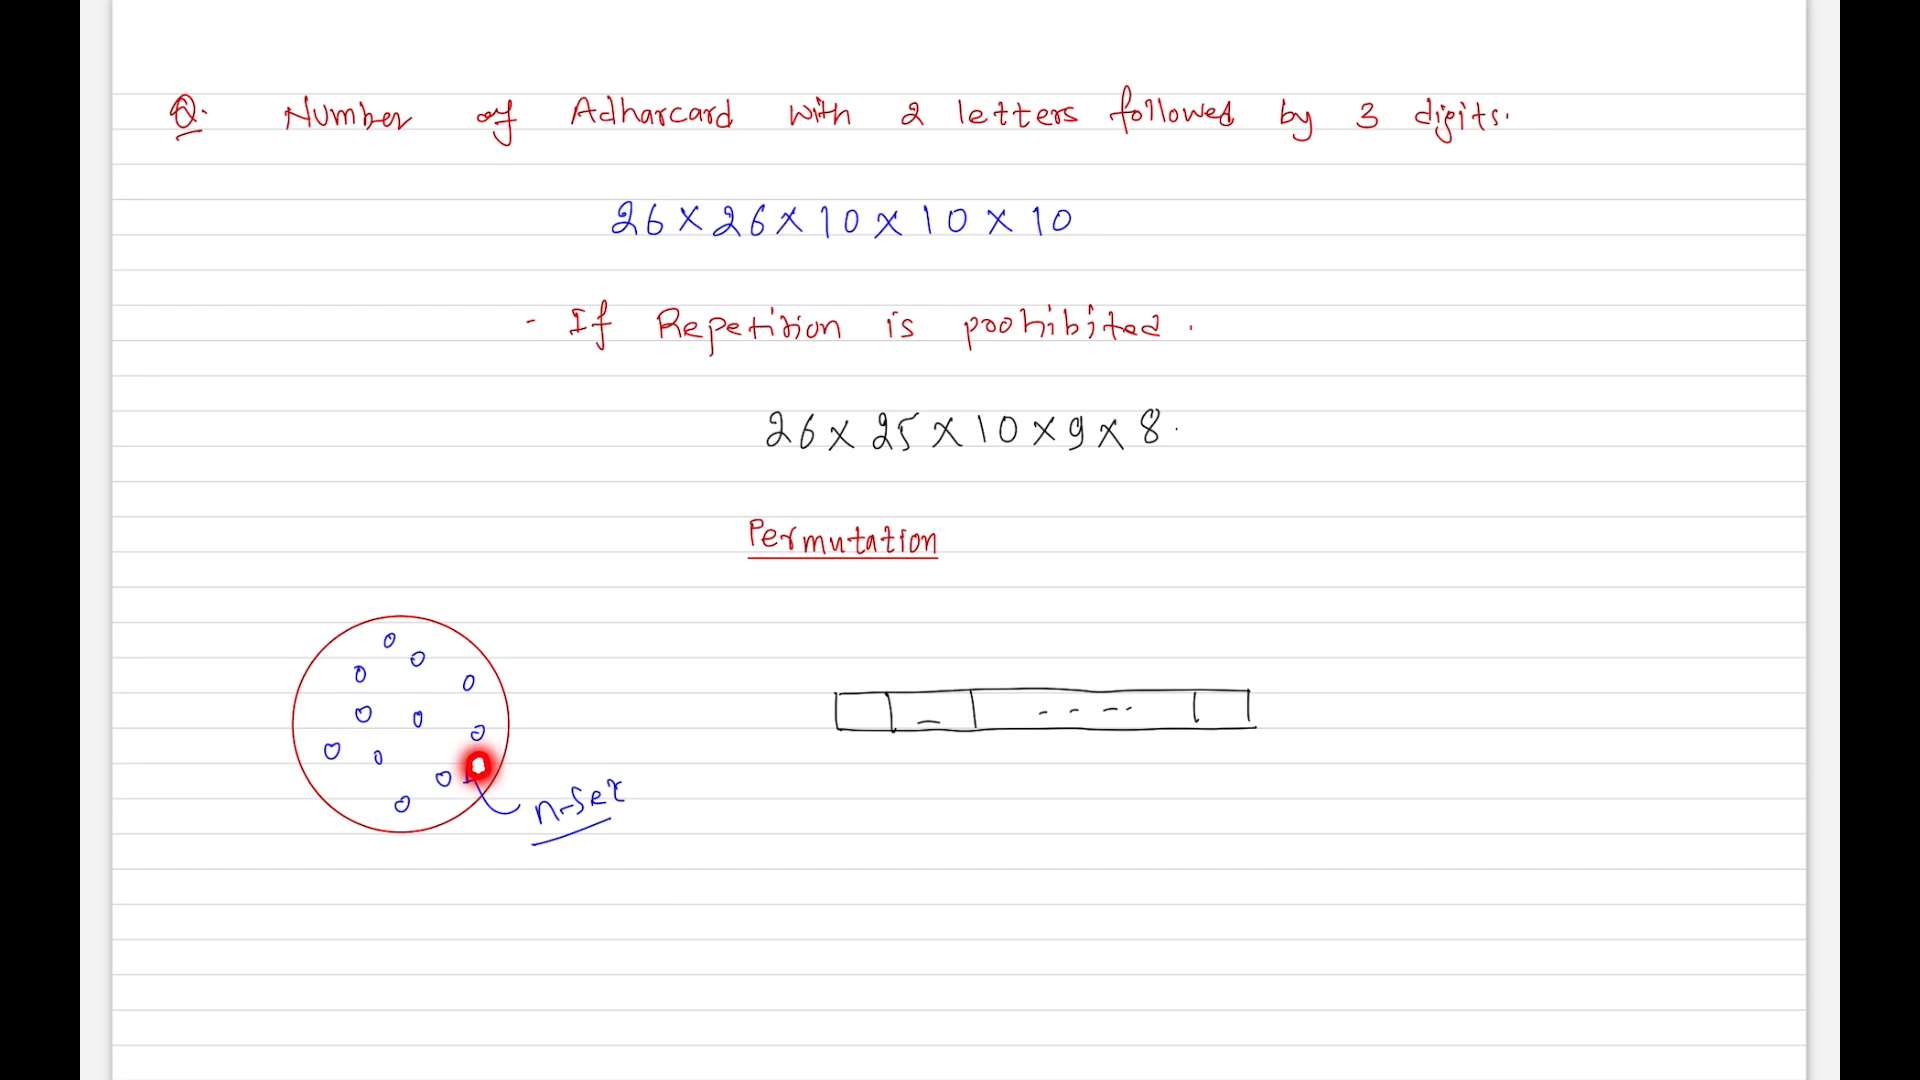 Q. Number of Adharcard with 2 letters followed by 3 digits.
26 × 26 × 10 × 10 × 10
- If Repetition is prohibited.
26 × 25 × 10 × 9 × 8.
Permutation
n-set